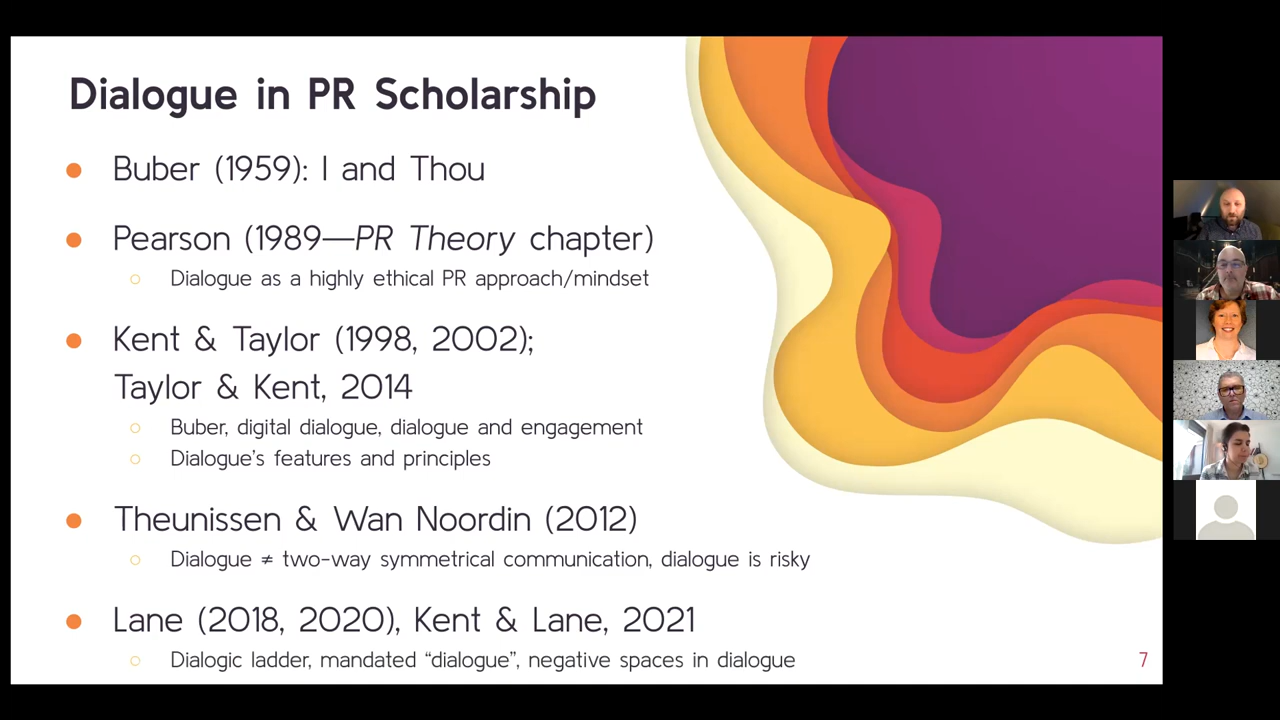 Dialogue in PR Scholarship
● Buber (1959): I and Thou
● Pearson (1989—PR Theory chapter)
○ Dialogue as a highly ethical PR approach/mindset
● Kent & Taylor (1998, 2002);
Taylor & Kent, 2014
○ Buber, digital dialogue, dialogue and engagement
○ Dialogue's features and principles
● Theunissen & Wan Noordin (2012)
○ Dialogue ≠ two-way symmetrical communication, dialogue is risky
● Lane (2018, 2020), Kent & Lane, 2021
○ Dialogic ladder, mandated “dialogue”, negative spaces in dialogue
7